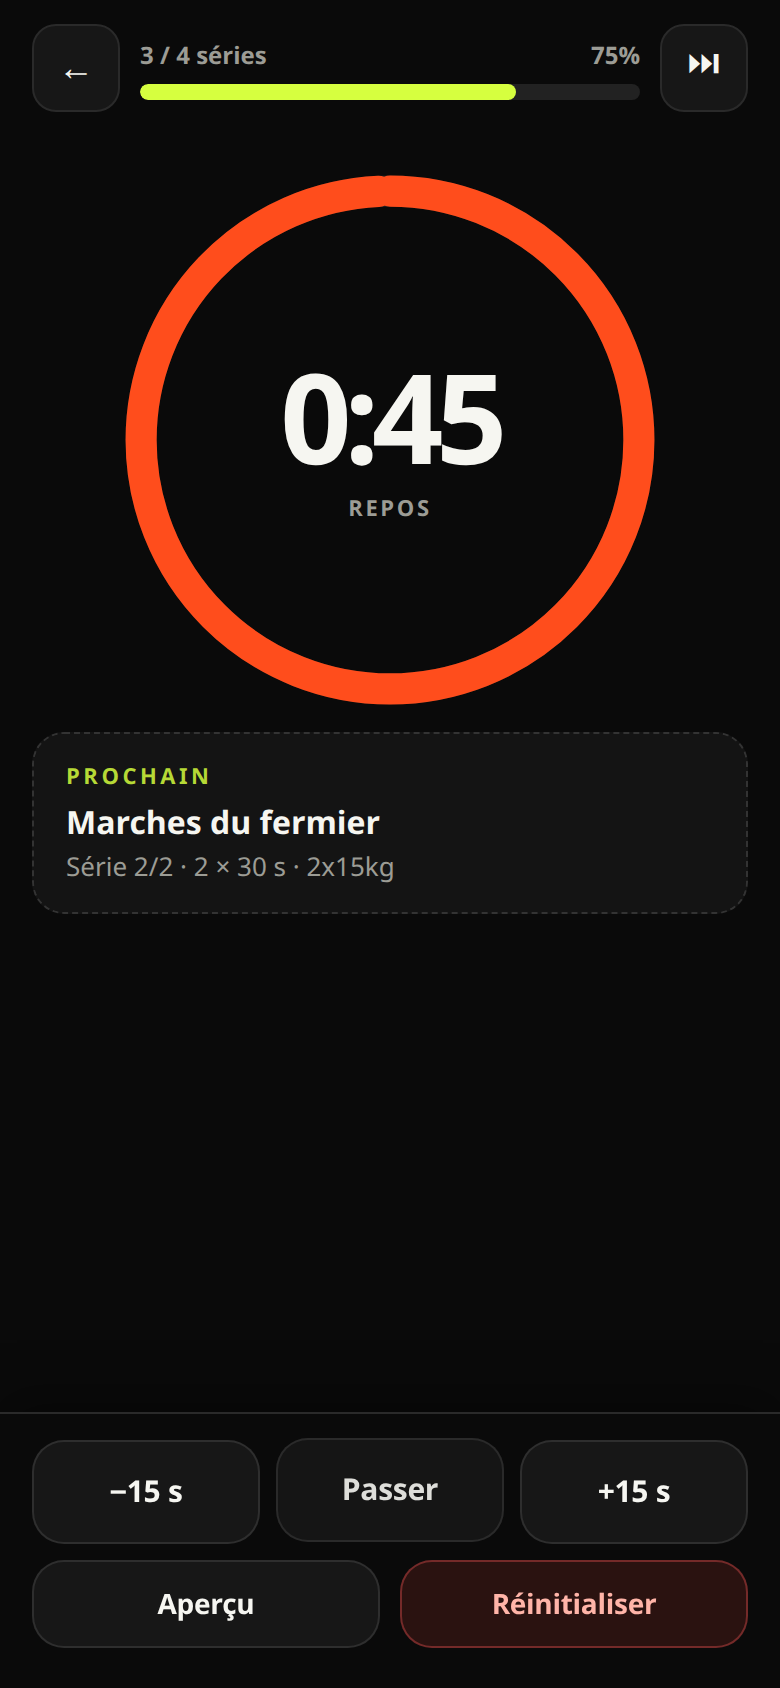 ←
3 / 4 séries
75%
⏭
0:45
REPOS
PROCHAIN
Marches du fermier
Série 2/2 · 2 × 30 s · 2x15kg
−15 s
Passer
+15 s
Aperçu
Réinitialiser